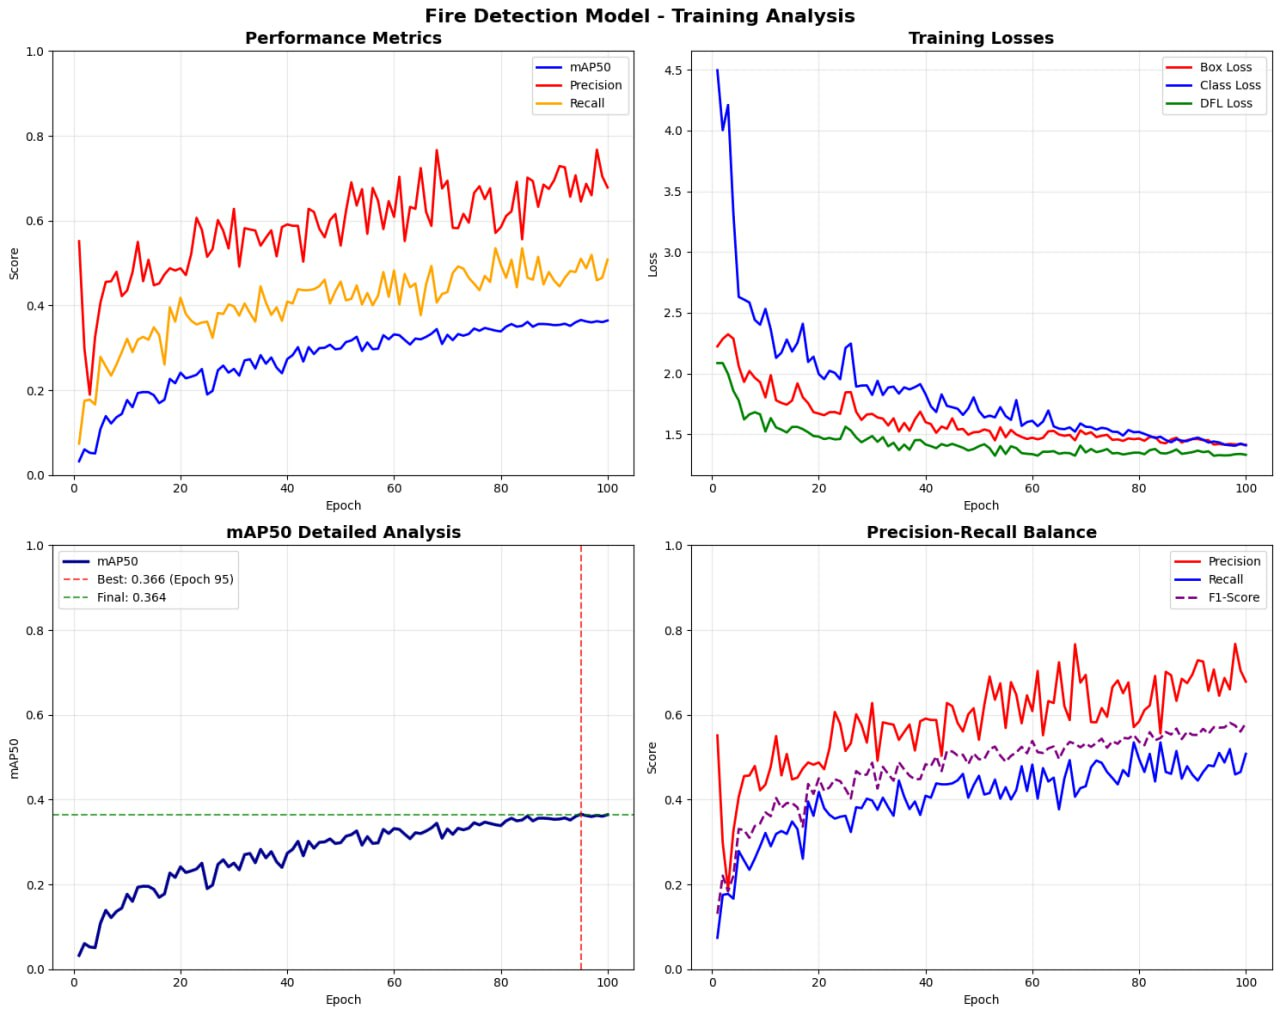 Fire Detection Model - Training Analysis
Performance Metrics
1.0
0.8
0.6
0.4
0.2
0.0
Score
0 20 40 60 80 100
Epoch
mAP50
Precision
Recall
Training Losses
4.5
4.0
3.5
3.0
2.5
2.0
1.5
Loss
0 20 40 60 80 100
Epoch
Box Loss
Class Loss
DFL Loss
mAP50 Detailed Analysis
1.0
0.8
0.6
0.4
0.2
0.0
mAP50
0 20 40 60 80 100
Epoch
mAP50
Best: 0.366 (Epoch 95)
Final: 0.364
Precision-Recall Balance
1.0
0.8
0.6
0.4
0.2
0.0
Score
0 20 40 60 80 100
Epoch
Precision
Recall
F1-Score